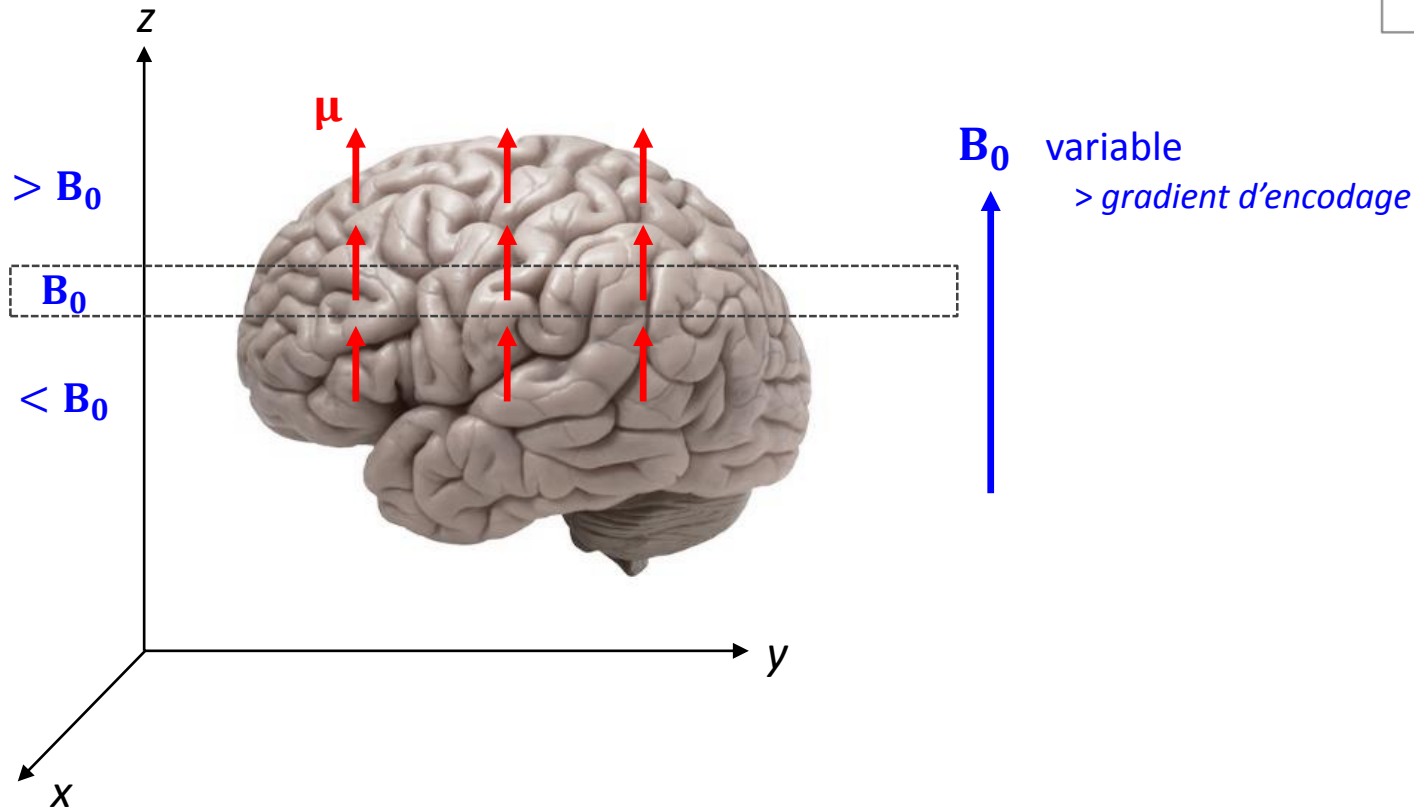 z
μ
B₀ variable
> gradient d'encodage
> B₀
B₀
< B₀
y
x